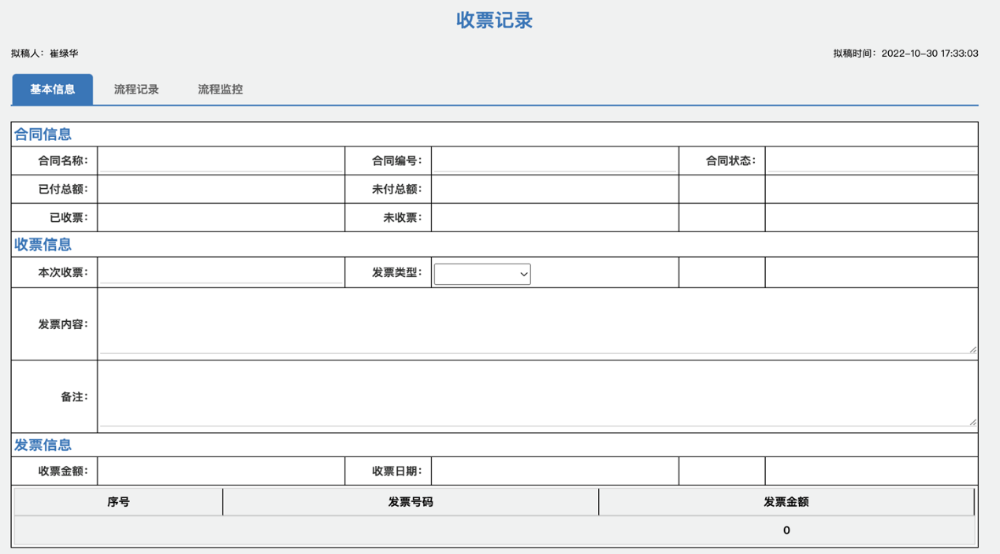 收票记录
拟稿人：崔绿华 拟稿时间：2022-10-30 17:33:03
基本信息 流程记录 流程监控
合同信息
合同名称： 合同编号： 合同状态：
已付总额： 未付总额：
已收票： 未收票：
收票信息
本次收票： 发票类型：
发票内容：
备注：
发票信息
收票金额： 收票日期：
序号 发票号码 发票金额
0